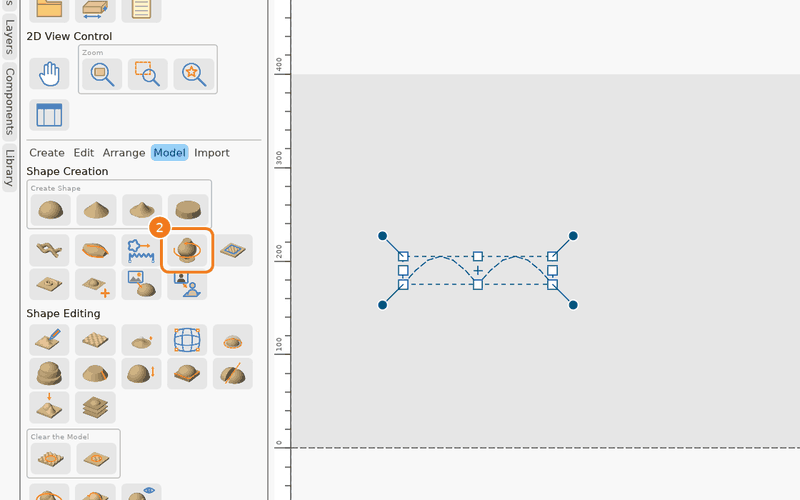 Layers
Components
Library
2D View Control
Zoom
Create Edit Arrange Model Import
Shape Creation
Create Shape
2
Shape Editing
Clear the Model
400
300
200
100
0